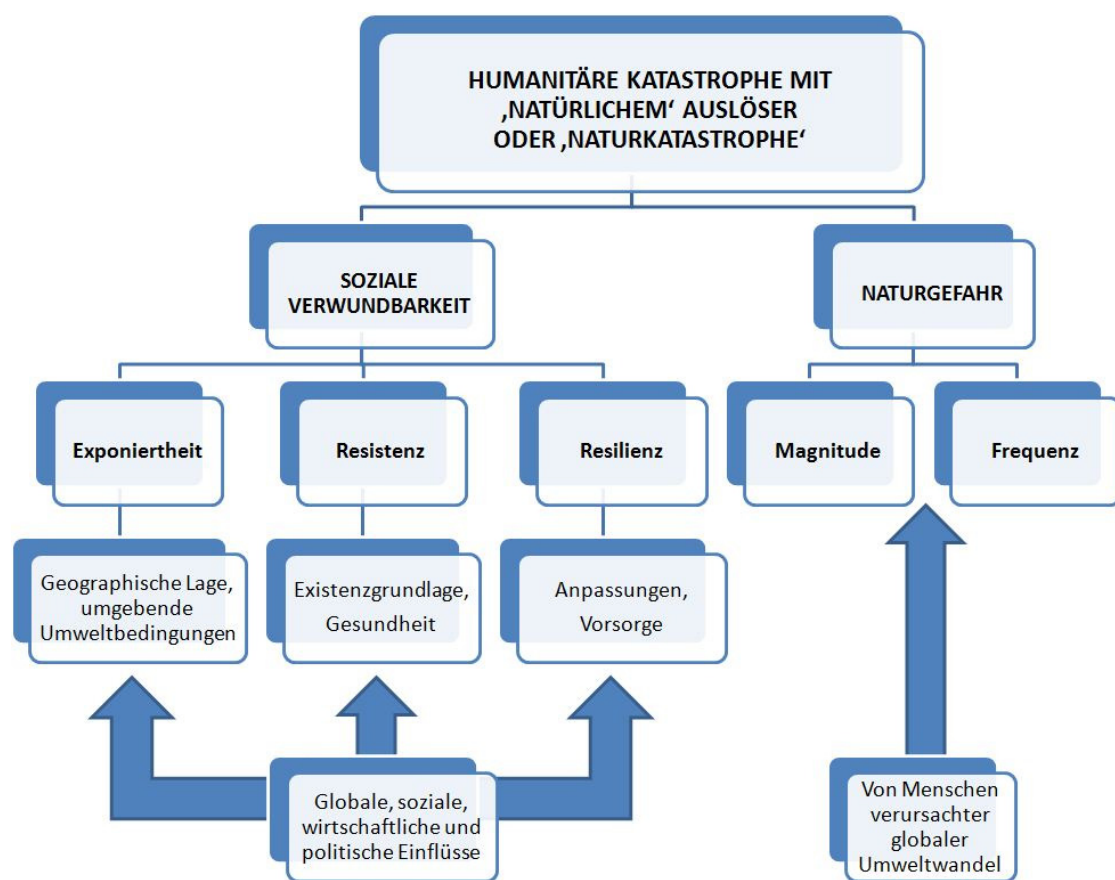 HUMANITÄRE KATASTROPHE MIT
‚NATÜRLICHEM‘ AUSLÖSER
ODER ‚NATURKATASTROPHE‘
SOZIALE
VERWUNDBARKEIT
NATURGEFAHR
Exponiertheit
Resistenz
Resilienz
Magnitude
Frequenz
Geographische Lage,
umgebende
Umweltbedingungen
Existenzgrundlage,
Gesundheit
Anpassungen,
Vorsorge
Globale, soziale,
wirtschaftliche und
politische Einflüsse
Von Menschen
verursachter
globaler
Umweltwandel